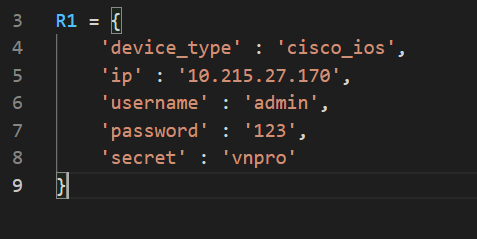 3 R1 = {
4 'device_type' : 'cisco_ios',
5 'ip' : '10.215.27.170',
6 'username' : 'admin',
7 'password' : '123',
8 'secret' : 'vnpro'
9 }